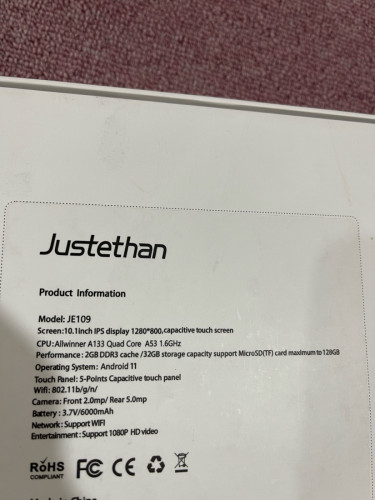 Justethan
Product Information
Model: JE109
Screen:10.1inch IPS display 1280*800,capacitive touch screen
CPU:Allwinner A133 Quad Core A53 1.6GHz
Performance : 2GB DDR3 cache /32GB storage capacity support MicroSD(TF) card maximum to 128GB
Operating System: Android 11
Touch Panel: 5-Points Capacitive touch panel
Wifi: 802.11b/g/n/
Camera: Front 2.0mp/ Rear 5.0mp
Battery : 3.7V/6000mAh
Network: Support WIFI
Entertainment: Support 1080P HD video
RoHS
COMPLIANT
FC CE
Made in China